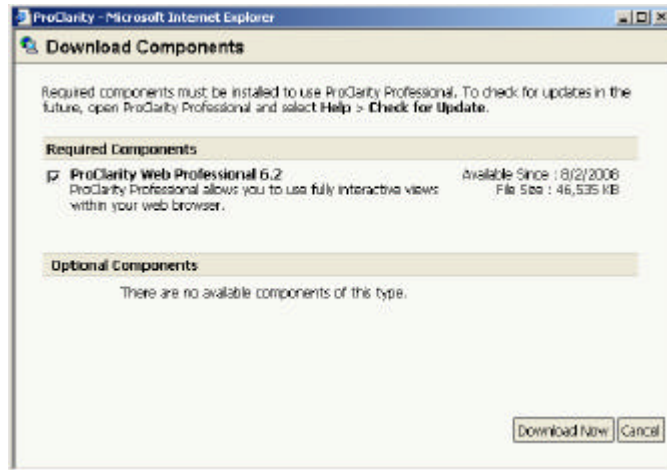 ProClarity - Microsoft Internet Explorer
Download Components
Required components must be installed to use ProClarity Professional. To check for updates in the
future, open ProClarity Professional and select Help > Check for Update.
Required Components
ProClarity Web Professional 6.2 Available Since : 8/2/2008
ProClarity Professional allows you to use fully interactive views File Size : 46,535 KB
within your web browser.
Optional Components
There are no available components of this type.
Download Now Cancel